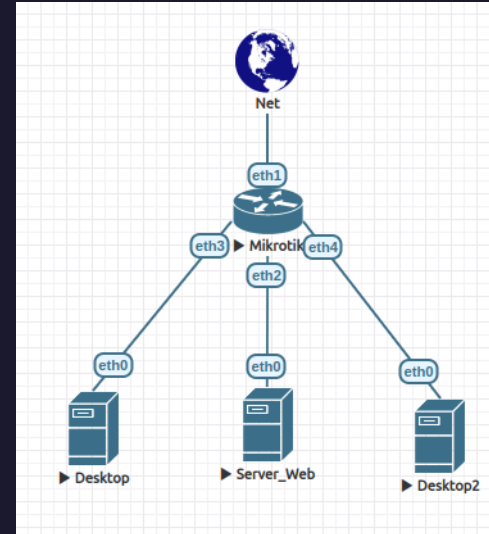 Net
eth1
eth3
Mikrotik
eth4
eth2
eth0
eth0
eth0
Desktop
Server_Web
Desktop2